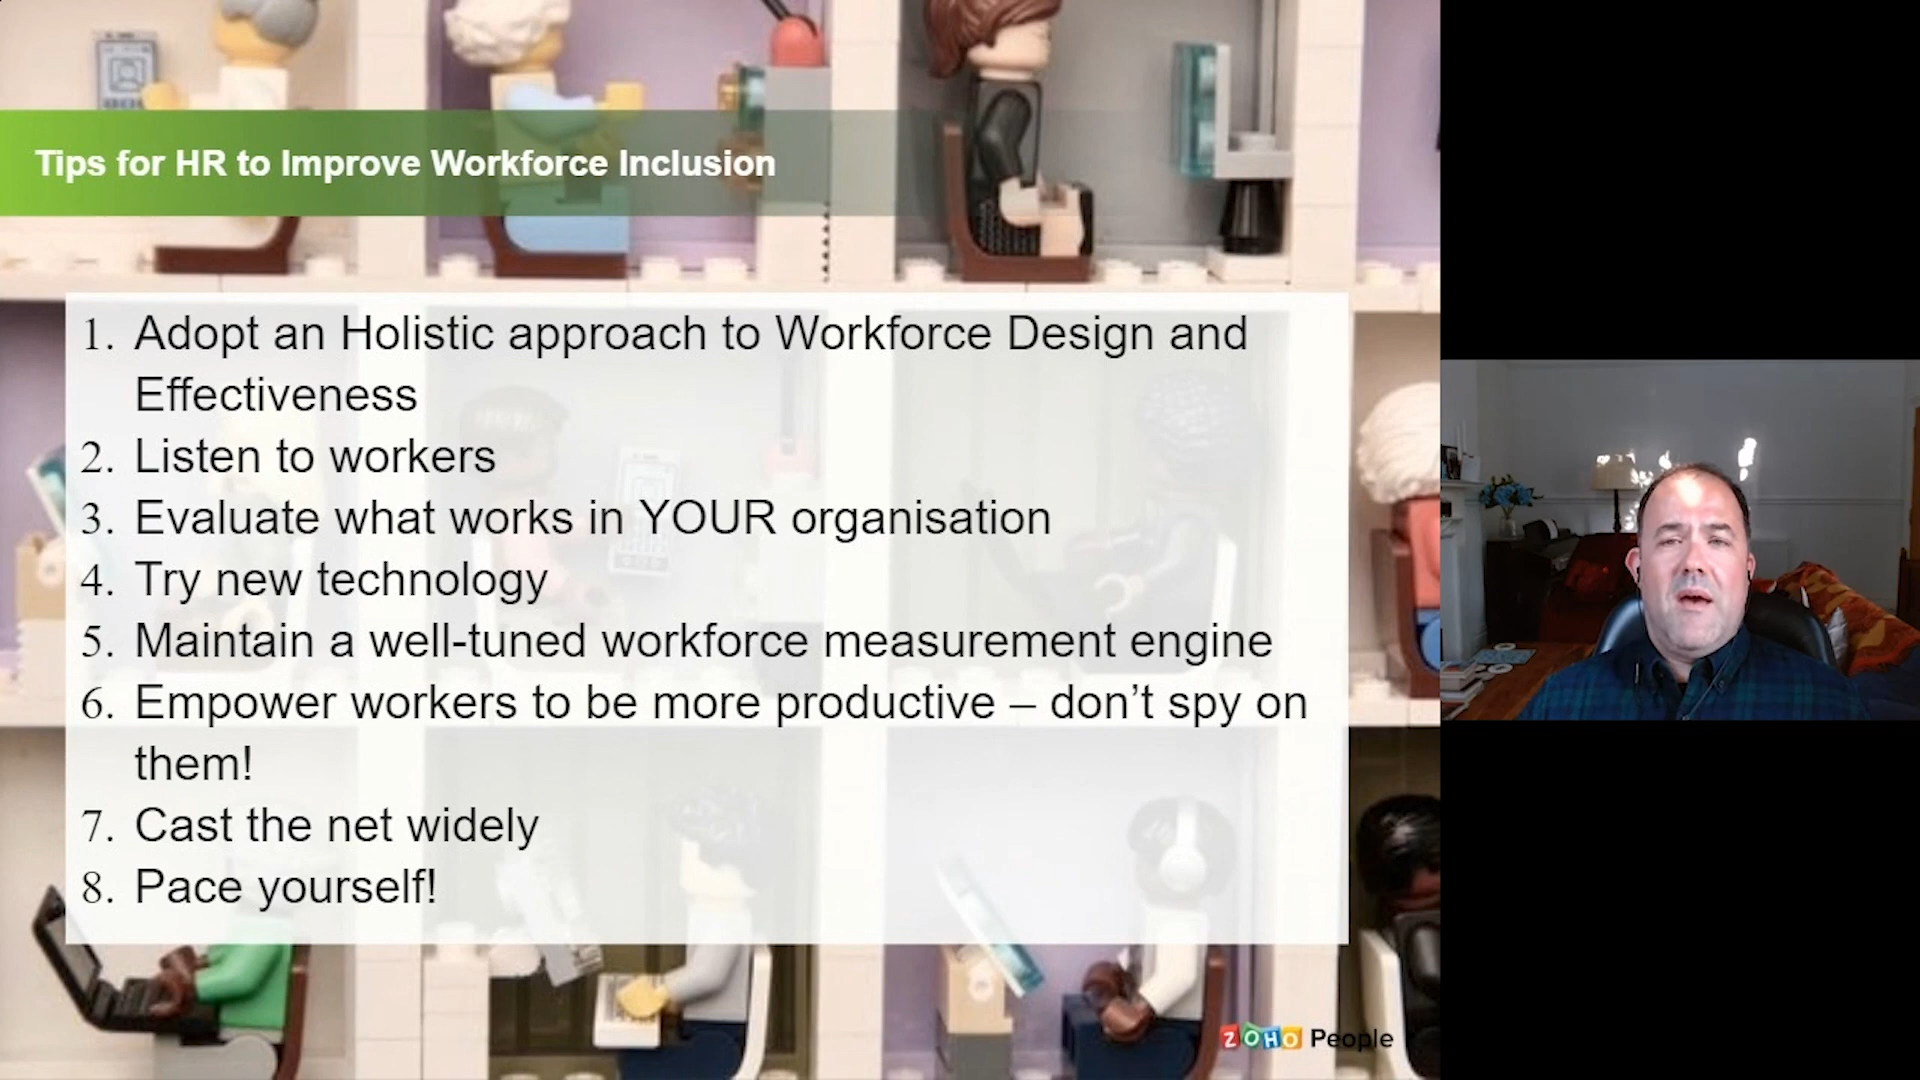 Tips for HR to Improve Workforce Inclusion
1. Adopt an Holistic approach to Workforce Design and
Effectiveness
2. Listen to workers
3. Evaluate what works in YOUR organisation
4. Try new technology
5. Maintain a well-tuned workforce measurement engine
6. Empower workers to be more productive – don’t spy on
them!
7. Cast the net widely
8. Pace yourself!
ZOHO People